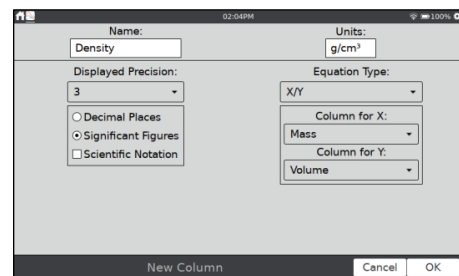 02:04PM
100%
Name:
Density
Units:
g/cm³
Displayed Precision:
3
Decimal Places
Significant Figures
Scientific Notation
Equation Type:
X/Y
Column for X:
Mass
Column for Y:
Volume
New Column
Cancel
OK